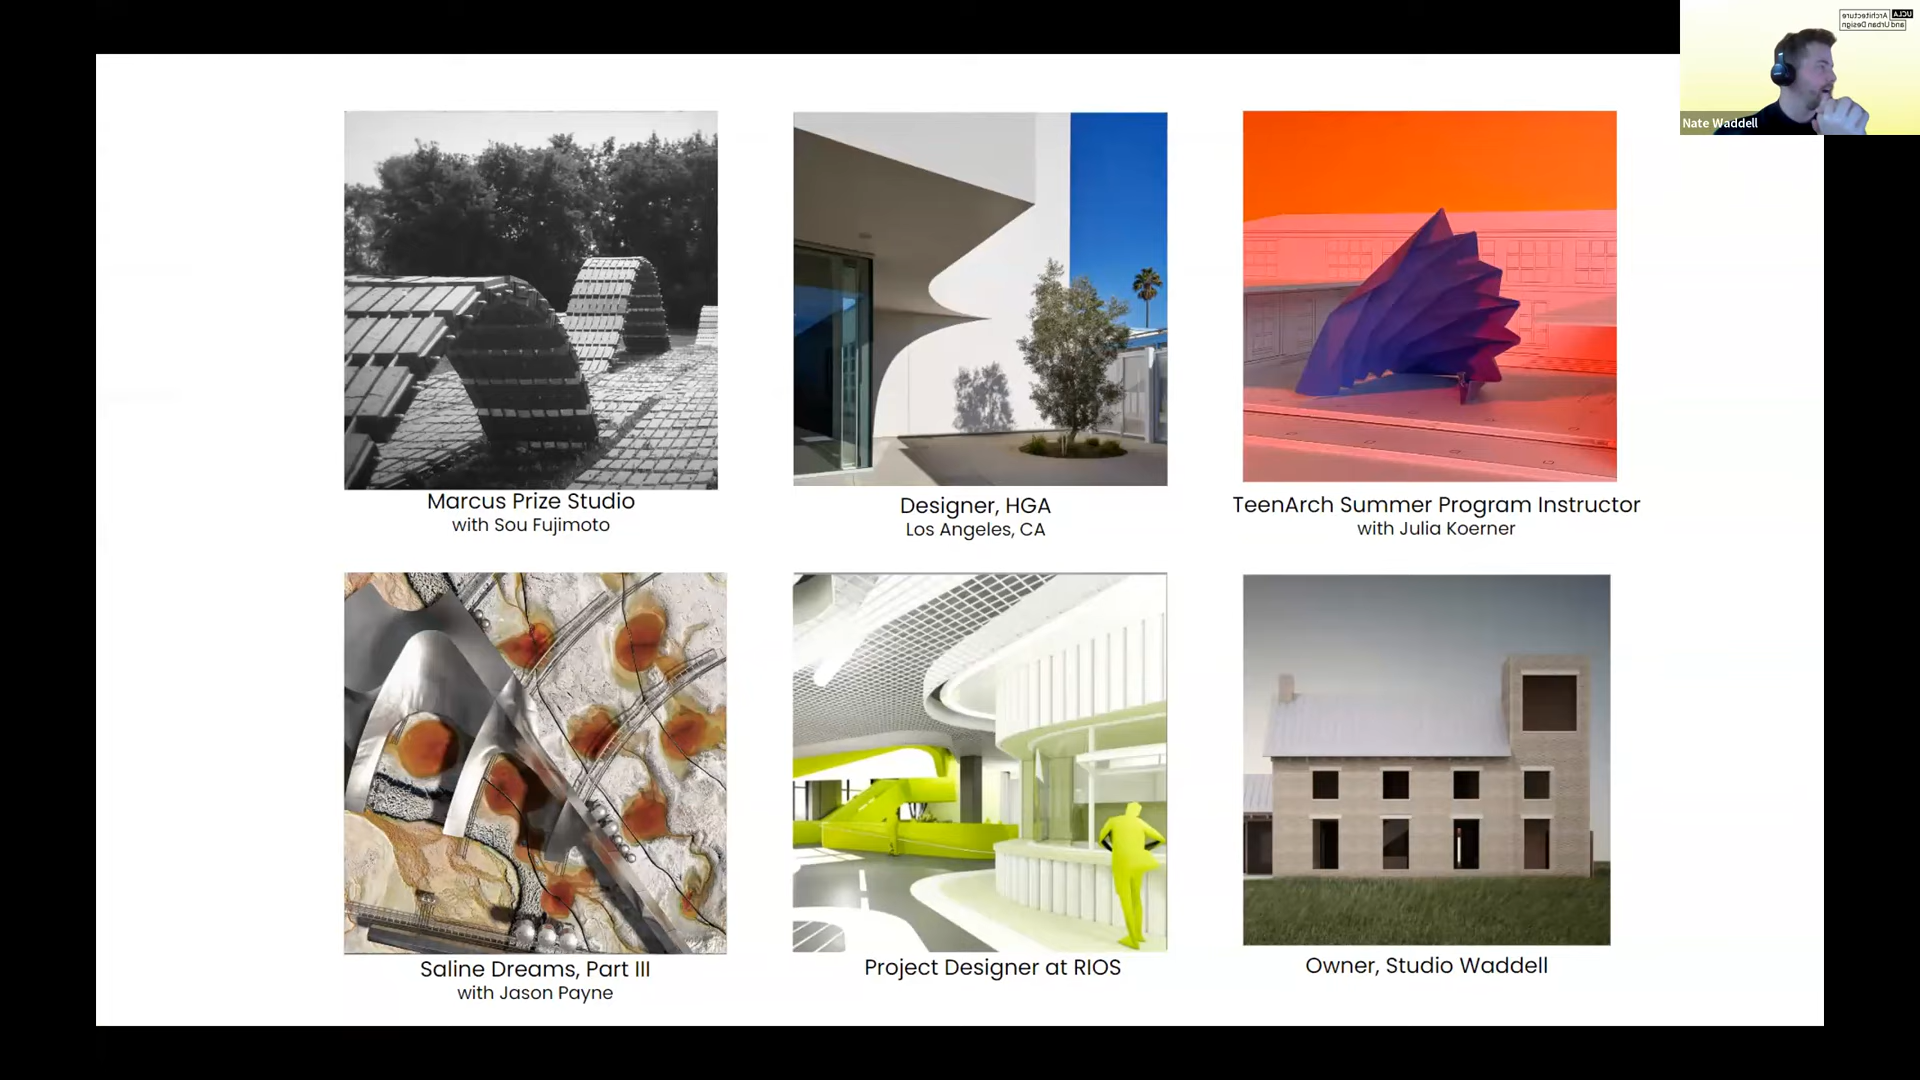 UCLA Architecture
and Urban Design
Nate Waddell
Marcus Prize Studio
with Sou Fujimoto
Designer, HGA
Los Angeles, CA
TeenArch Summer Program Instructor
with Julia Koerner
Saline Dreams, Part III
with Jason Payne
Project Designer at RIOS
Owner, Studio Waddell